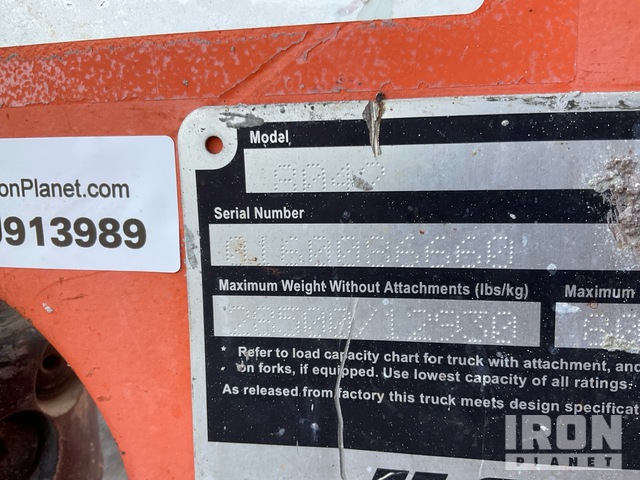 onPlanet.com
913989
Model
8042
Serial Number
0160036660
Maximum Weight Without Attachments (lbs/kg)
Maximum
* Refer to load capacity chart for truck with attachment, and
on forks, if equipped. Use lowest capacity of all ratings:
As released from factory this truck meets design specificat
IRON
PLANET